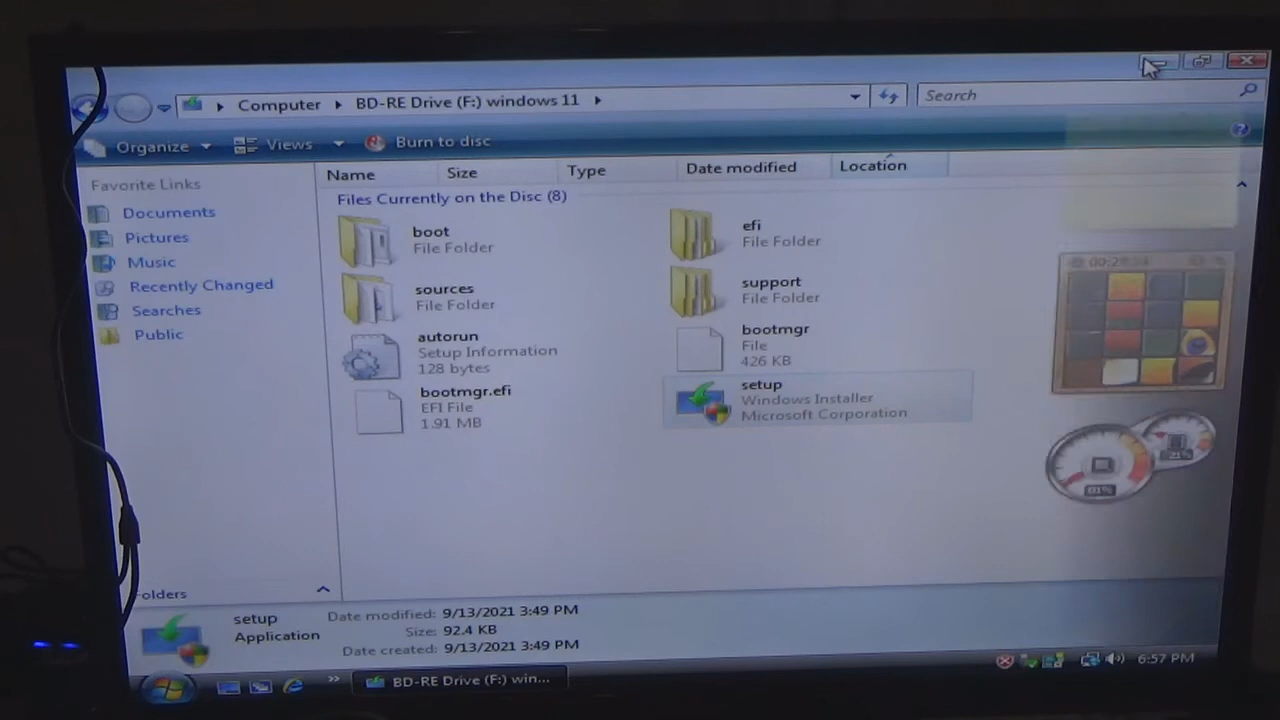 Computer
BD-RE Drive (F:) windows 11
Search
Organize
Views
Burn to disc
Name
Size
Type
Date modified
Location
Favorite Links
Documents
Pictures
Music
Recently Changed
Searches
Public
Files Currently on the Disc (8)
boot
File Folder
efi
File Folder
sources
File Folder
support
File Folder
autorun
Setup Information
128 bytes
bootmgr
File
426 KB
bootmgr.efi
EFI File
1.91 MB
setup
Windows Installer
Microsoft Corporation
01%
21%
olders
setup
Application
Date modified: 9/13/2021 3:49 PM
Size: 92.4 KB
Date created: 9/13/2021 3:49 PM
BD-RE Drive (F:) win...
6:57 PM